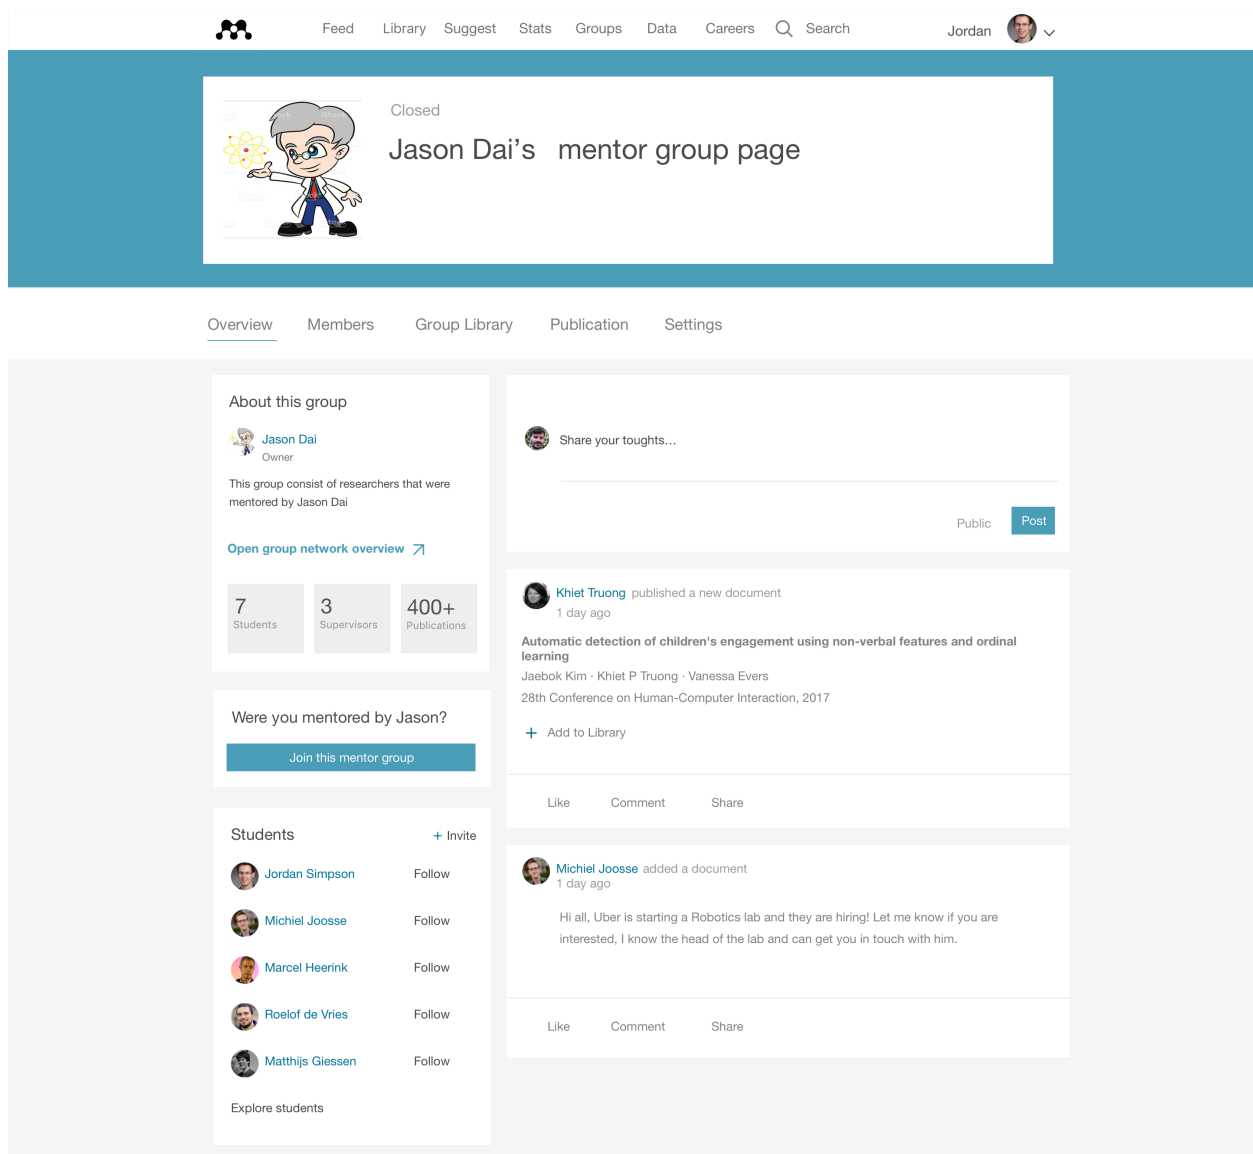 Feed Library Suggest Stats Groups Data Careers Search Jordan
Closed
Jason Dai’s mentor group page
Overview Members Group Library Publication Settings
About this group
Jason Dai
Owner
This group consist of researchers that were
mentored by Jason Dai
Open group network overview
7
Students
3
Supervisors
400+
Publications
Were you mentored by Jason?
Join this mentor group
Students
+ Invite
Jordan Simpson Follow
Michiel Joosse Follow
Marcel Heerink Follow
Roelof de Vries Follow
Matthijs Giessen Follow
Explore students
Share your toughts...
Public Post
Khiet Truong published a new document
1 day ago
Automatic detection of children's engagement using non-verbal features and ordinal
learning
Jaebok Kim · Khiet P Truong · Vanessa Evers
28th Conference on Human-Computer Interaction, 2017
+ Add to Library
Like Comment Share
Michiel Joosse added a document
1 day ago
Hi all, Uber is starting a Robotics lab and they are hiring! Let me know if you are
interested, I know the head of the lab and can get you in touch with him.
Like Comment Share